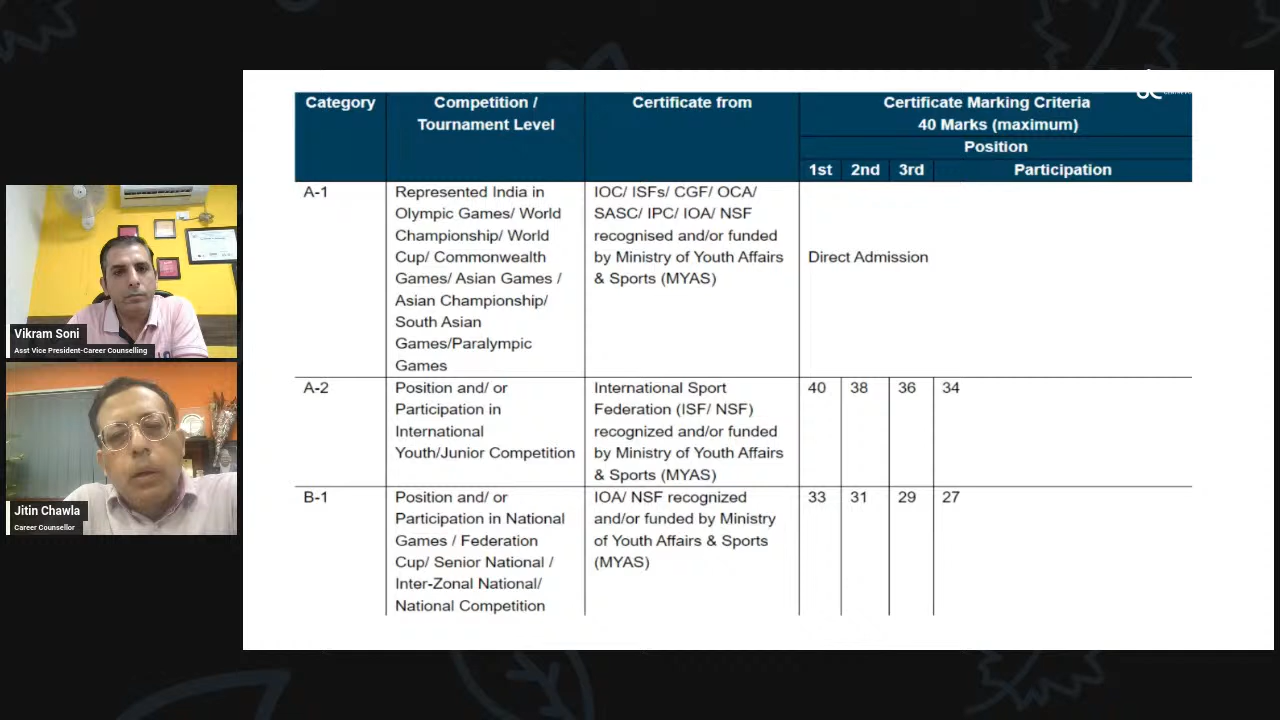 Category
Competition /
Tournament Level
Certificate from
Certificate Marking Criteria
40 Marks (maximum)
Position
1st 2nd 3rd Participation
A-1
Represented India in
Olympic Games/ World
Championship/ World
Cup/ Commonwealth
Games/ Asian Games /
Asian Championship/
South Asian
Games/Paralympic
Games
IOC/ ISFs/ CGF/ OCA/
SASC/ IPC/ IOA/ NSF
recognised and/or funded
by Ministry of Youth Affairs
& Sports (MYAS)
Direct Admission
A-2
Position and/ or
Participation in
International
Youth/Junior Competition
International Sport
Federation (ISF/ NSF)
recognized and/or funded
by Ministry of Youth Affairs
& Sports (MYAS)
40 38 36 34
B-1
Position and/ or
Participation in National
Games / Federation
Cup/ Senior National /
Inter-Zonal National/
National Competition
IOA/ NSF recognized
and/or funded by Ministry
of Youth Affairs & Sports
(MYAS)
33 31 29 27
Vikram Soni
Asst Vice President-Career Counselling
Jitin Chawla
Career Counsellor